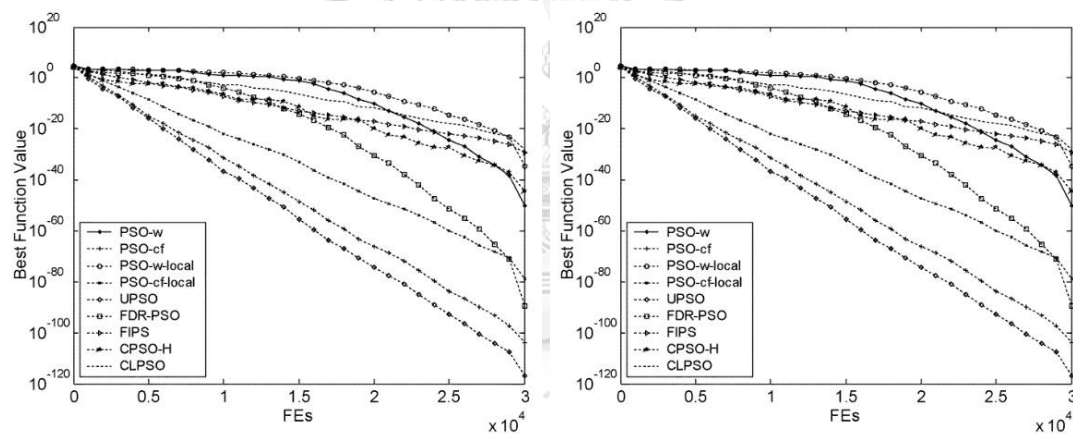 10^20
10^0
10^-20
10^-40
10^-60
10^-80
10^-100
10^-120
Best Function Value
PSO-w
PSO-cf
PSO-w-local
PSO-cf-local
UPSO
FDR-PSO
FIPS
CPSO-H
CLPSO
0 0.5 1 1.5 2 2.5 3
FEs
x 10^4
10^20
10^0
10^-20
10^-40
10^-60
10^-80
10^-100
10^-120
Best Function Value
PSO-w
PSO-cf
PSO-w-local
PSO-cf-local
UPSO
FDR-PSO
FIPS
CPSO-H
CLPSO
0 0.5 1 1.5 2 2.5 3
FEs
x 10^4